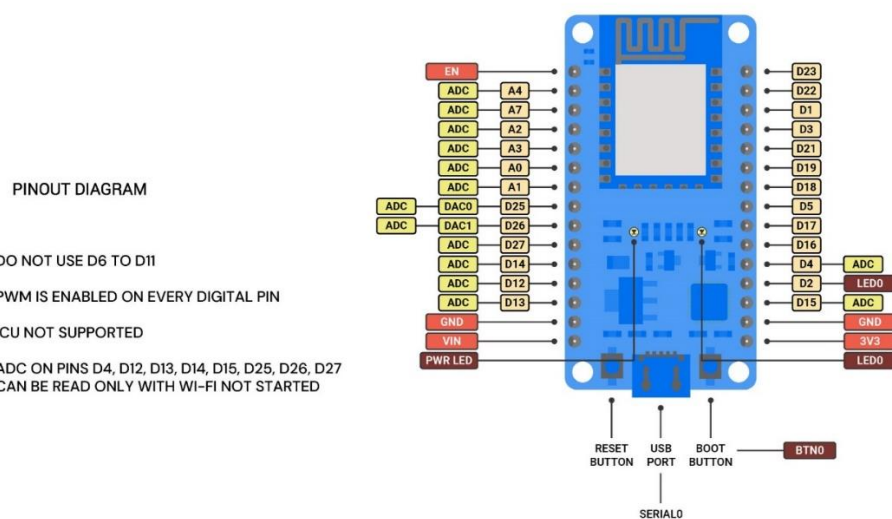 PINOUT DIAGRAM
DO NOT USE D6 TO D11
PWM IS ENABLED ON EVERY DIGITAL PIN
ICU NOT SUPPORTED
ADC ON PINS D4, D12, D13, D14, D15, D25, D26, D27
CAN BE READ ONLY WITH WI-FI NOT STARTED
EN
ADC A4
ADC A7
ADC A2
ADC A3
ADC A0
ADC A1
ADC DAC0 D25
ADC DAC1 D26
ADC D27
ADC D14
ADC D12
ADC D13
GND
VIN
PWR LED
D23
D22
D1
D3
D21
D19
D18
D5
D17
D16
D4 ADC
D2 LED0
D15 ADC
GND
3V3
LED0
RESET
BUTTON
USB
PORT
BOOT
BUTTON
BTN0
SERIAL0